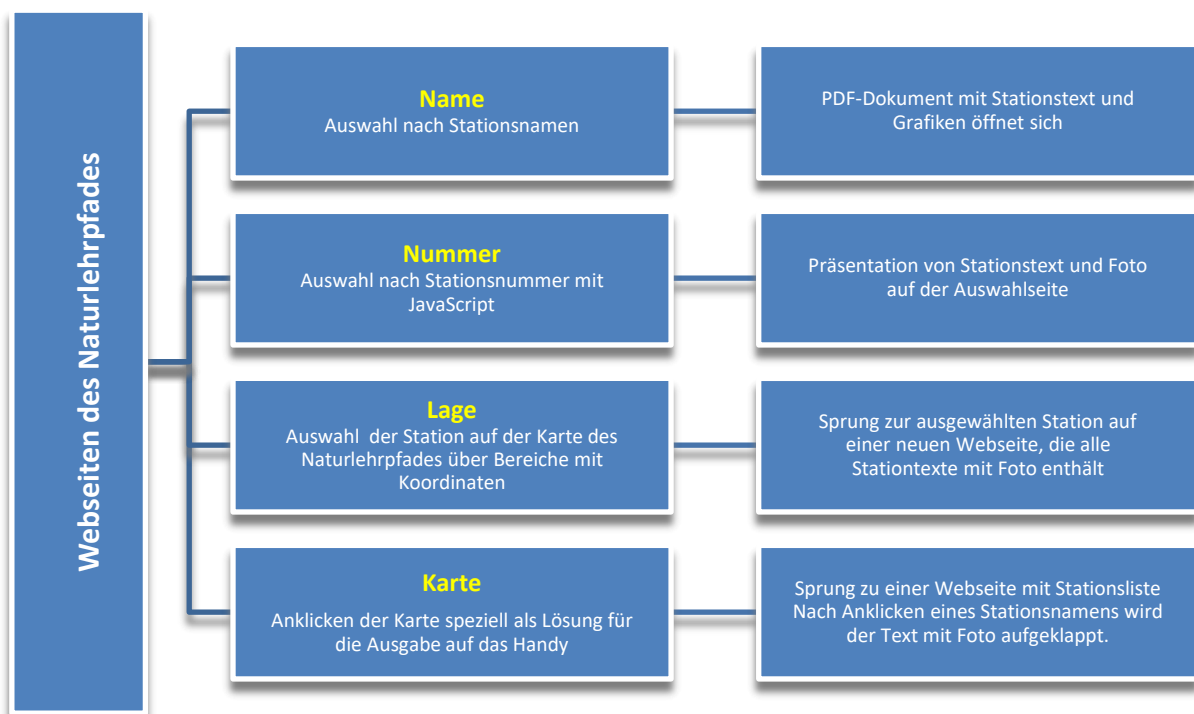 Webseiten des Naturlehrpfades
Name
Auswahl nach Stationsnamen
PDF-Dokument mit Stationstext und
Grafiken öffnet sich
Nummer
Auswahl nach Stationsnummer mit
JavaScript
Präsentation von Stationstext und Foto
auf der Auswahlseite
Lage
Auswahl  der Station auf der Karte des
Naturlehrpfades über Bereiche mit
Koordinaten
Sprung zur ausgewählten Station auf
einer neuen Webseite, die alle
Stationtexte mit Foto enthält
Karte
Anklicken der Karte speziell als Lösung für
die Ausgabe auf das Handy
Sprung zu einer Webseite mit Stationsliste
Nach Anklicken eines Stationsnamens wird
der Text mit Foto aufgeklappt.